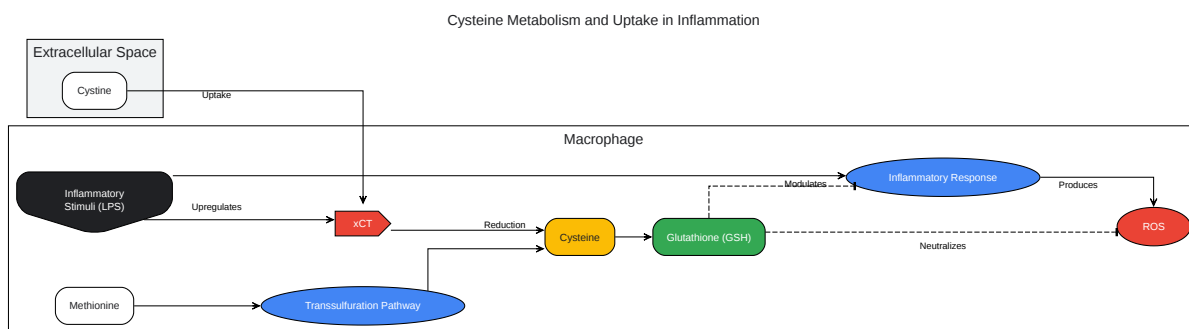 Cysteine Metabolism and Uptake in Inflammation
Extracellular Space
Cystine
Uptake
Macrophage
Inflammatory
Stimuli (LPS)
Upregulates
xCT
Reduction
Cysteine
Glutathione (GSH)
Modulates
Inflammatory Response
Produces
ROS
Neutralizes
Methionine
Transsulfuration Pathway